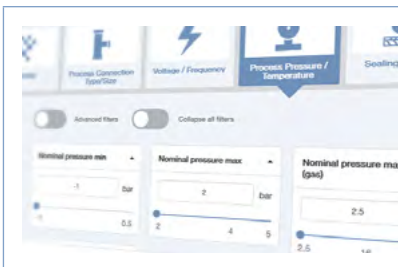 Process Connection
Type/Size
Voltage / Frequency
Process Pressure /
Temperature
Sealing
Advanced filters
Collapse all filters
Nominal pressure min
-1
bar
-1
0.5
Nominal pressure max
2
bar
2
4
5
Nominal pressure ma
(gas)
2.5
2.5
16